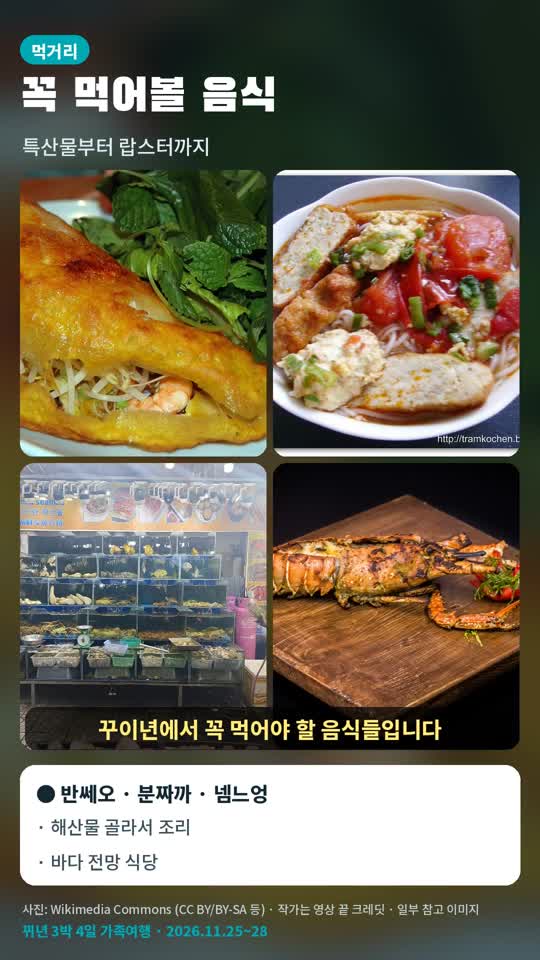 먹거리
꼭 먹어볼 음식
특산물부터 랍스터까지
http://tramkochen.b
꾸이년에서 꼭 먹어야 할 음식들입니다
● 반쎄오 · 분짜까 · 넴느엉
· 해산물 골라서 조리
· 바다 전망 식당
사진: Wikimedia Commons (CC BY/BY-SA 등) · 작가는 영상 끝 크레딧 · 일부 참고 이미지
뀌년 3박 4일 가족여행 · 2026.11.25~28